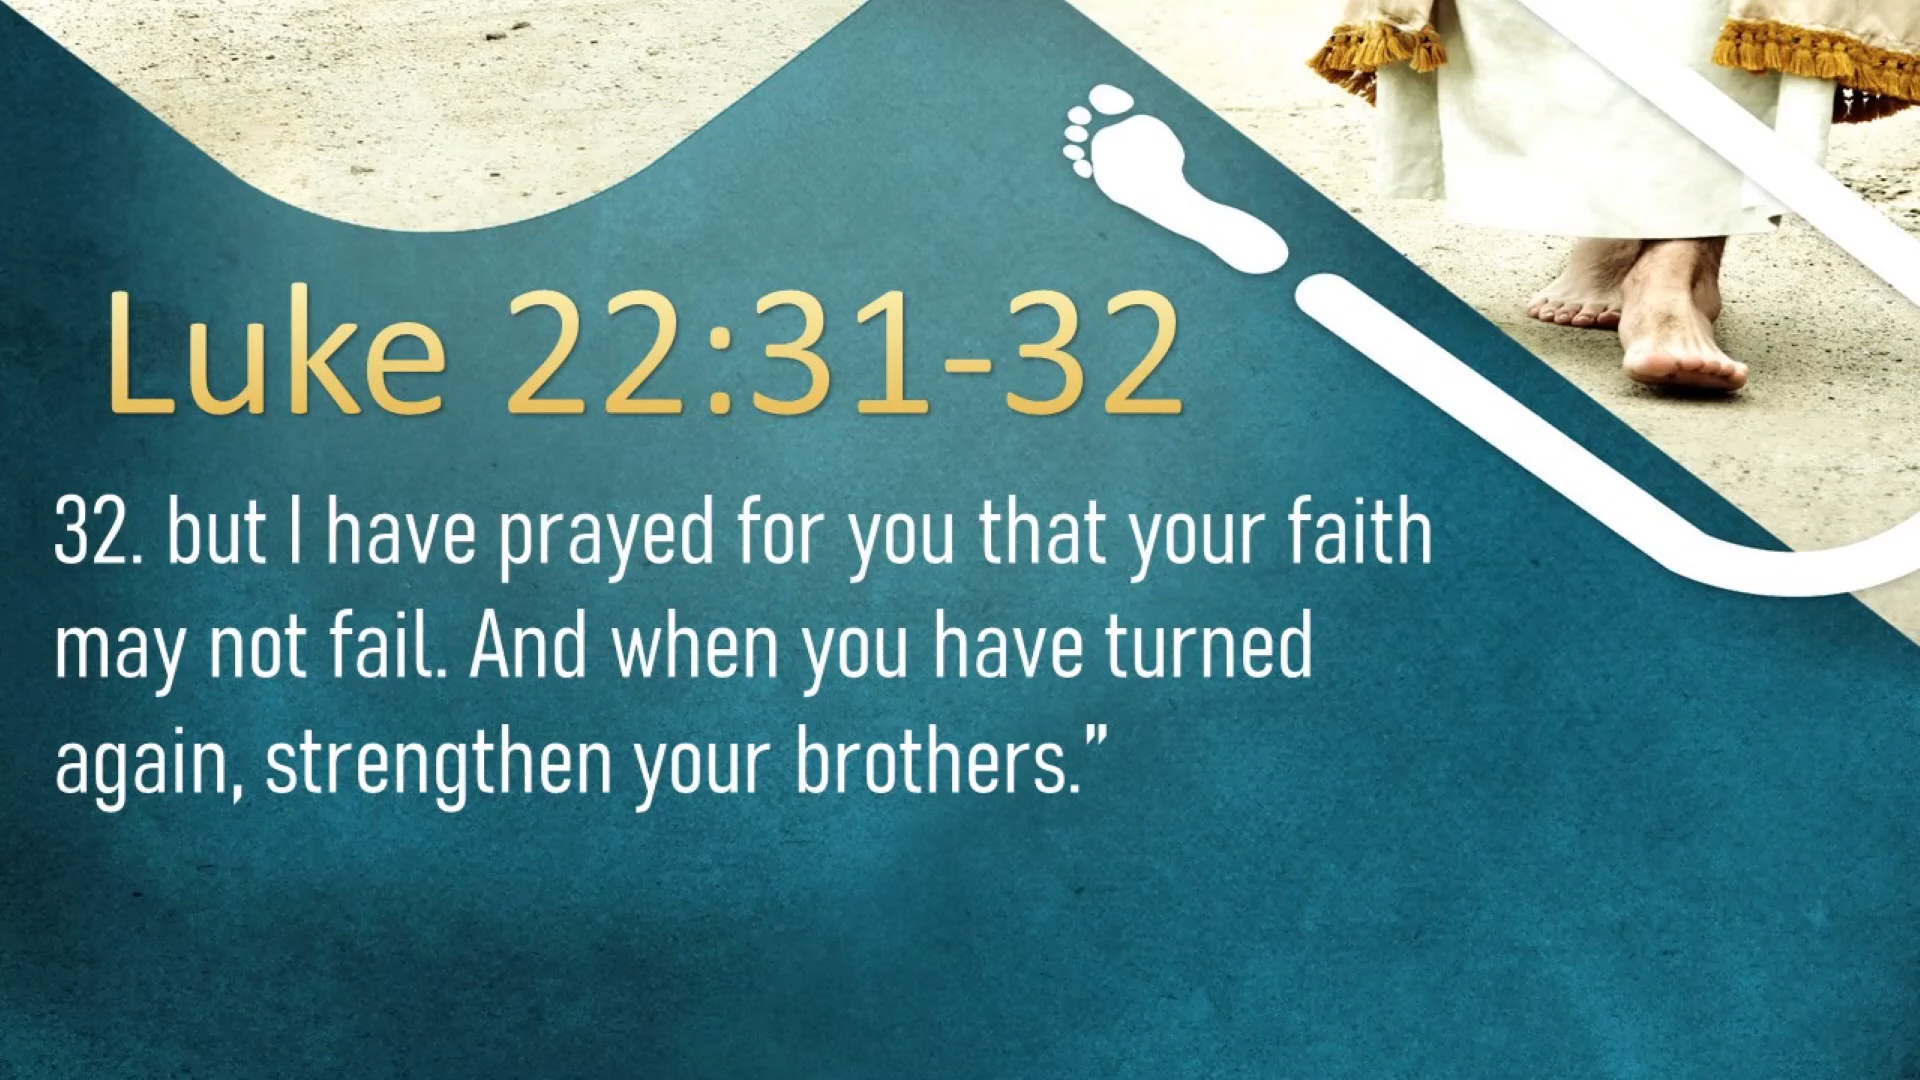 Luke 22:31-32
32. but I have prayed for you that your faith
may not fail. And when you have turned
again, strengthen your brothers.”